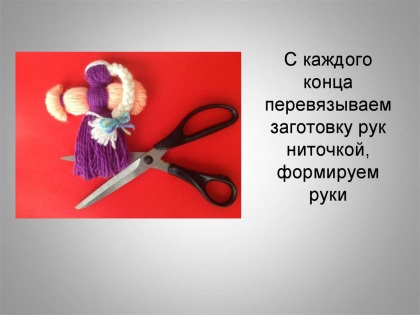 С каждого
конца
перевязываем
заготовку рук
ниточкой,
формируем
руки